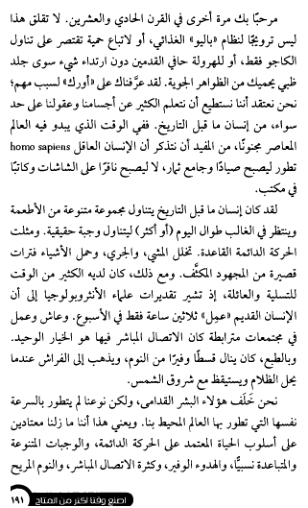 مرحبًا بك مرة أخرى في القرن الحادي والعشرين. لا تقلق هذا
ليس ترويجًا لنظام «باليو» الغذائي، أو لاتباع حمية تقتصر على تناول
الكاجو فقط، أو للهرولة حافي القدمين دون ارتداء شيء سوى جلد
ظبي يحميك من الظواهر الجوية. لقد عرَّفناك على «أورك» لسبب مهم؛
نحن نعتقد أننا نستطيع أن نتعلم الكثير عن أجسامنا وعقولنا على حد
سواء، من إنسان ما قبل التاريخ. ففي الوقت الذي يبدو فيه العالم
المعاصر مجنونًا، من المفيد أن نتذكر أن الإنسان العاقل homo sapiens
تطور ليصبح صيادًا وجامع ثمار، لا ليصبح ناقرًا على الشاشات وكاتبًا
في مكتب.
لقد كان إنسان ما قبل التاريخ يتناول مجموعة متنوعة من الأطعمة
وينتظر في الغالب طوال اليوم (أو أكثر) ليتناول وجبة حقيقية. ومثلت
الحركة الدائمة القاعدة. تخلل المشي، والجري، وحمل الأشياء فترات
قصيرة من المجهود المكثَّف. ومع ذلك، كان لديه الكثير من الوقت
للتسلية والعائلة، إذ تشير تقديرات علماء الأنثروبولوجيا إلى أن
الإنسان القديم «عمِل» ثلاثين ساعة فقط في الأسبوع. وعاش وعمل
في مجتمعات مترابطة كان الاتصال المباشر فيها هو الخيار الوحيد.
وبالطبع، كان ينال قسطًا وفيرًا من النوم، ويذهب إلى الفراش عندما
يحل الظلام ويستيقظ مع شروق الشمس.
نحن خَلَف هؤلاء البشر القدامى، ولكن نوعنا لم يتطور بالسرعة
نفسها التي تطور بها العالم المحيط بنا. ويعني هذا أننا ما زلنا معتادين
على أسلوب الحياة المعتمد على الحركة الدائمة، والوجبات المتنوعة
والمتباعدة نسبيًّا، والهدوء الوفير، وكثرة الاتصال المباشر، والنوم المريح
اصنع وقتًا أكثر من المتاح ١٩١